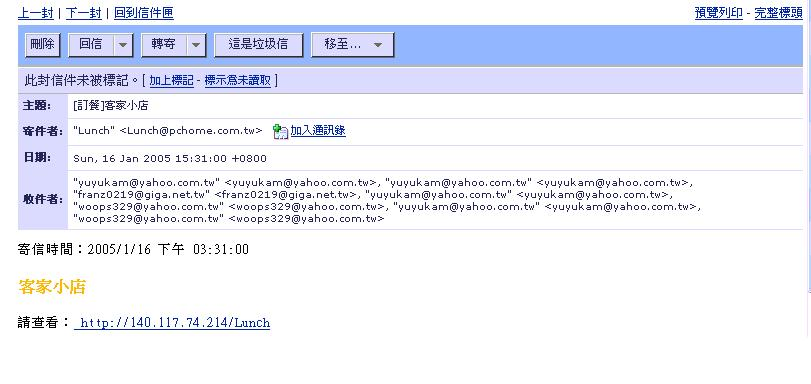 上一封 | 下一封 | 回到信件匣 預覽列印 - 完整標頭
刪除 回信 轉寄 這是垃圾信 移至...
此封信件未被標記。[ 加上標記 - 標示為未讀取 ]
主題: [訂餐]客家小店
寄件者: "Lunch" <Lunch@pchome.com.tw> 加入通訊錄
日期: Sun, 16 Jan 2005 15:31:00 +0800
收件者: "yuyukam@yahoo.com.tw" <yuyukam@yahoo.com.tw>, "yuyukam@yahoo.com.tw" <yuyukam@yahoo.com.tw>,
"franz0219@giga.net.tw" <franz0219@giga.net.tw>, "yuyukam@yahoo.com.tw" <yuyukam@yahoo.com.tw>,
"woops329@yahoo.com.tw" <woops329@yahoo.com.tw>, "yuyukam@yahoo.com.tw" <yuyukam@yahoo.com.tw>,
"woops329@yahoo.com.tw" <woops329@yahoo.com.tw>
寄信時間：2005/1/16 下午 03:31:00
客家小店
請查看： http://140.117.74.214/Lunch